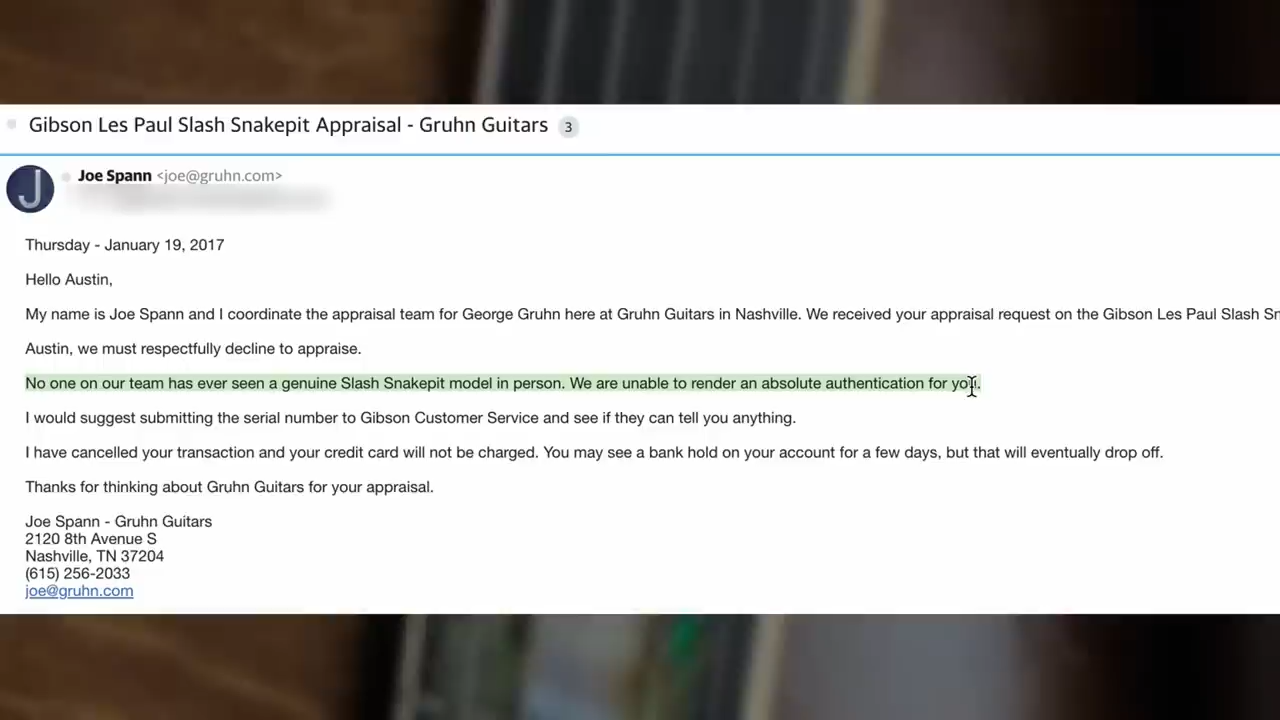 Gibson Les Paul Slash Snakepit Appraisal - Gruhn Guitars 3
J
Joe Spann <joe@gruhn.com>
Thursday - January 19, 2017
Hello Austin,
My name is Joe Spann and I coordinate the appraisal team for George Gruhn here at Gruhn Guitars in Nashville. We received your appraisal request on the Gibson Les Paul Slash
Austin, we must respectfully decline to appraise.
No one on our team has ever seen a genuine Slash Snakepit model in person. We are unable to render an absolute authentication for you.
I would suggest submitting the serial number to Gibson Customer Service and see if they can tell you anything.
I have cancelled your transaction and your credit card will not be charged. You may see a bank hold on your account for a few days, but that will eventually drop off.
Thanks for thinking about Gruhn Guitars for your appraisal.
Joe Spann - Gruhn Guitars
2120 8th Avenue S
Nashville, TN 37204
(615) 256-2033
joe@gruhn.com